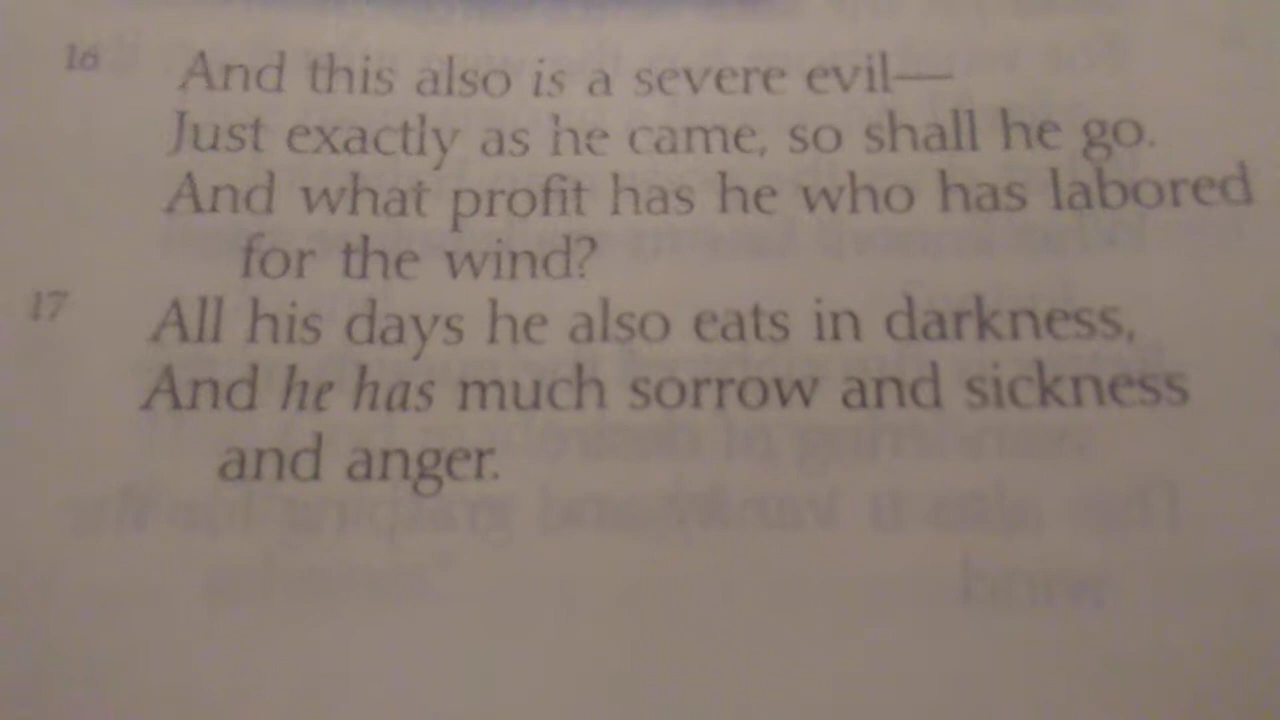 16 And this also is a severe evil—
Just exactly as he came, so shall he go.
And what profit has he who has labored
for the wind?
17 All his days he also eats in darkness,
And he has much sorrow and sickness
and anger.